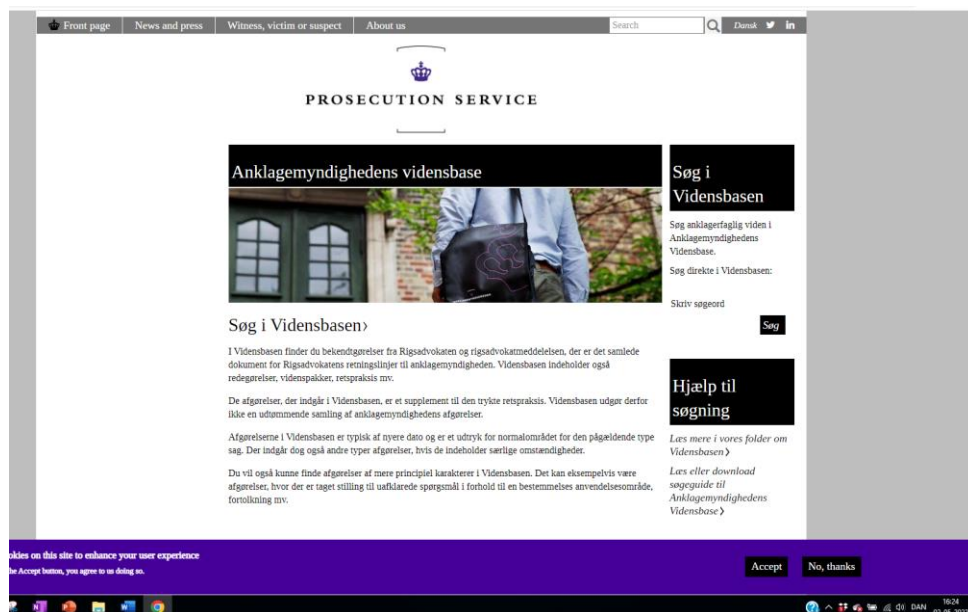 Front page News and press Witness, victim or suspect About us Search Dansk
PROSECUTION SERVICE
Anklagemyndighedens vidensbase
Søg i Vidensbasen›
I Vidensbasen finder du bekendtgørelser fra Rigsadvokaten og rigsadvokatmeddelelsen, der er det samlede
dokument for Rigsadvokatens retningslinjer til anklagemyndigheden. Vidensbasen indeholder også
redegørelser, videnspakker, retspraksis mv.
De afgørelser, der indgår i Vidensbasen, er et supplement til den trykte retspraksis. Vidensbasen udgør derfor
ikke en udtømmende samling af anklagemyndighedens afgørelser.
Afgørelserne i Vidensbasen er typisk af nyere dato og er et udtryk for normalområdet for den pågældende type
sag. Der indgår dog også andre typer afgørelser, hvis de indeholder særlige omstændigheder.
Du vil også kunne finde afgørelser af mere principiel karakterer i Vidensbasen. Det kan eksempelvis være
afgørelser, hvor der er taget stilling til uafklarede spørgsmål i forhold til en bestemmelses anvendelsesområde,
fortolkning mv.
Søg i
Vidensbasen
Søg anklagerfaglig viden i
Anklagemyndighedens
Vidensbase.
Søg direkte i Vidensbasen:
Skriv søgeord
Søg
Hjælp til
søgning
Læs mere i vores folder om
Vidensbasen ›
Læs eller download
søgeguide til
Anklagemyndighedens
Vidensbase ›
okies on this site to enhance your user experience
he Accept button, you agree to us doing so.
Accept No, thanks
DAN 16:24